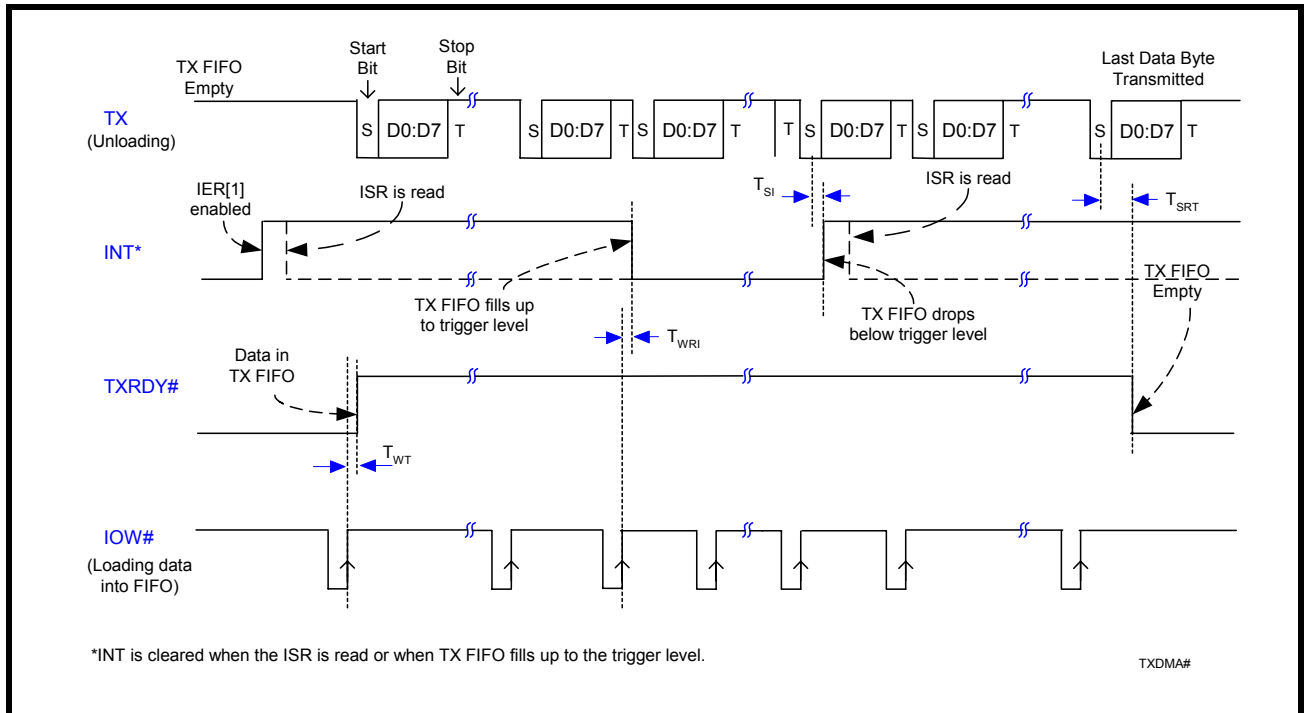 Start
Bit
Stop
Bit
TX FIFO
Empty
Last Data Byte
Transmitted
TX
(Unloading)
S D0:D7 T S D0:D7 T S D0:D7 T T S D0:D7 T S D0:D7 T S D0:D7 T
IER[1]
enabled
ISR is read
TSI
ISR is read
TSRT
INT*
TX FIFO fills up
to trigger level
TX FIFO drops
below trigger level
TX FIFO
Empty
TWRI
Data in
TX FIFO
TXRDY#
TWT
IOW#
(Loading data
into FIFO)
*INT is cleared when the ISR is read or when TX FIFO fills up to the trigger level.
TXDMA#